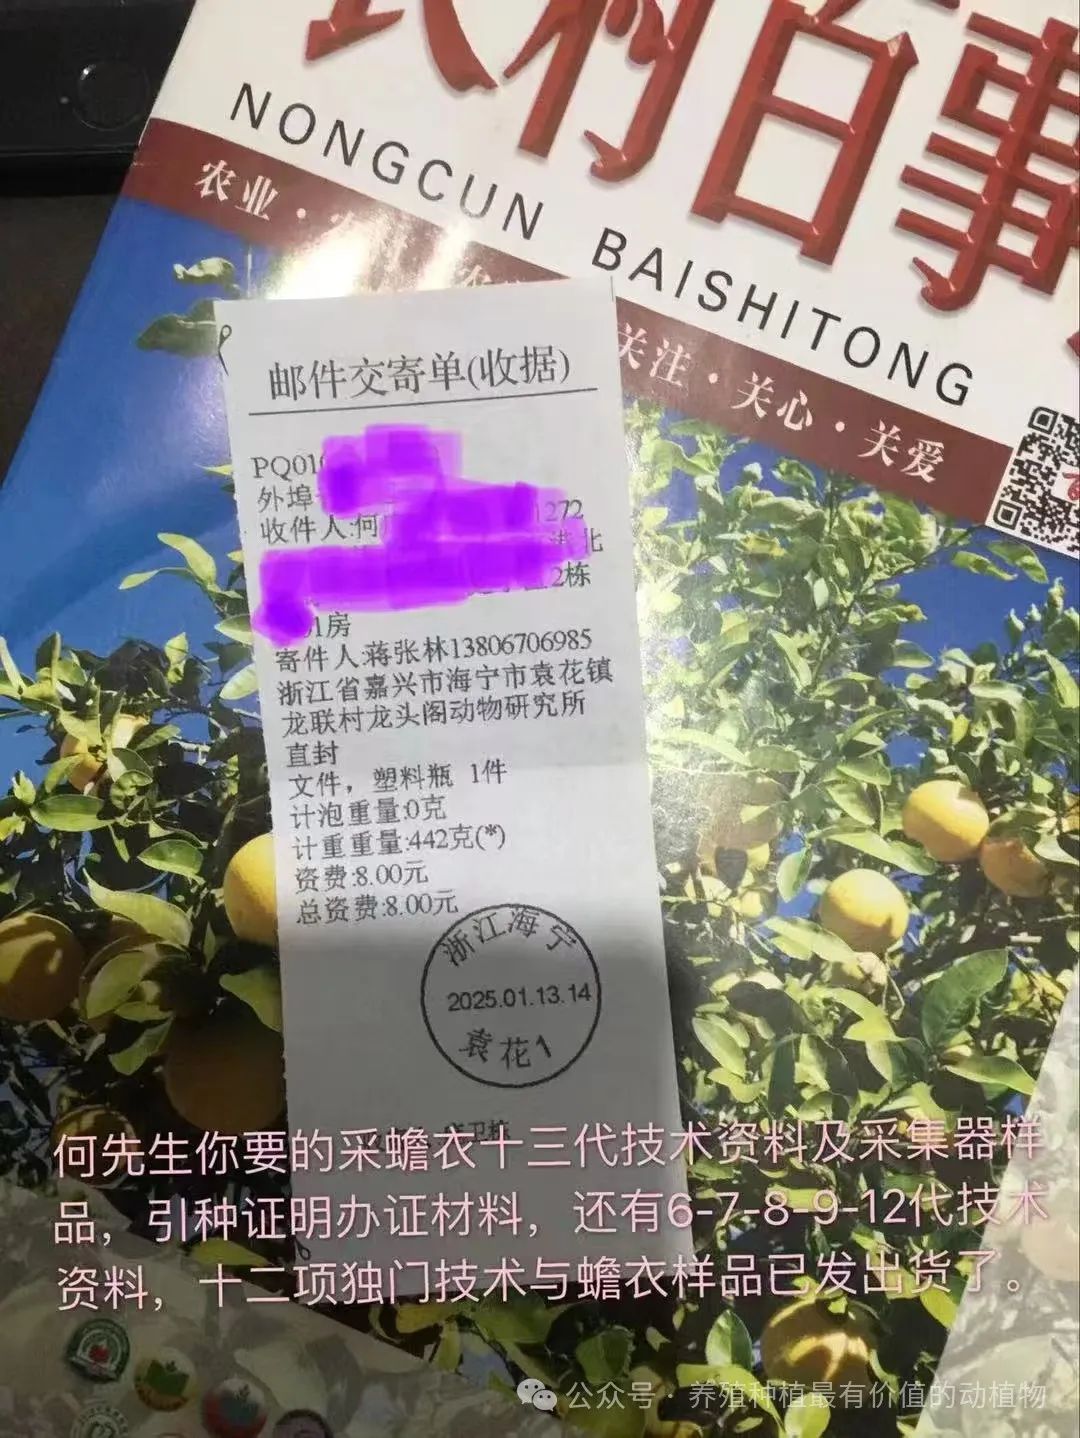 村百事
NONGCUN BAISHITONG
农业
关注·关心·关爱
邮件交寄单(收据)
PQ01
外埠
收件人:何 1272
北
2栋
01房
寄件人:蒋张林13806706985
浙江省嘉兴市海宁市袁花镇
龙联村龙头阁动物研究所
直封
文件，塑料瓶 1件
计泡重量:0克
计重重量:442克(*)
资费:8.00元
总资费:8.00元
浙江海宁
2025.01.13.14
袁花1
何先生你要的采蟾衣十三代技术资料及采集器样
品，引种证明办证材料，还有6-7-8-9-12代技术
资料，十二项独门技术与蟾衣样品已发出货了。
公众号·养殖种植最有价值的动植物